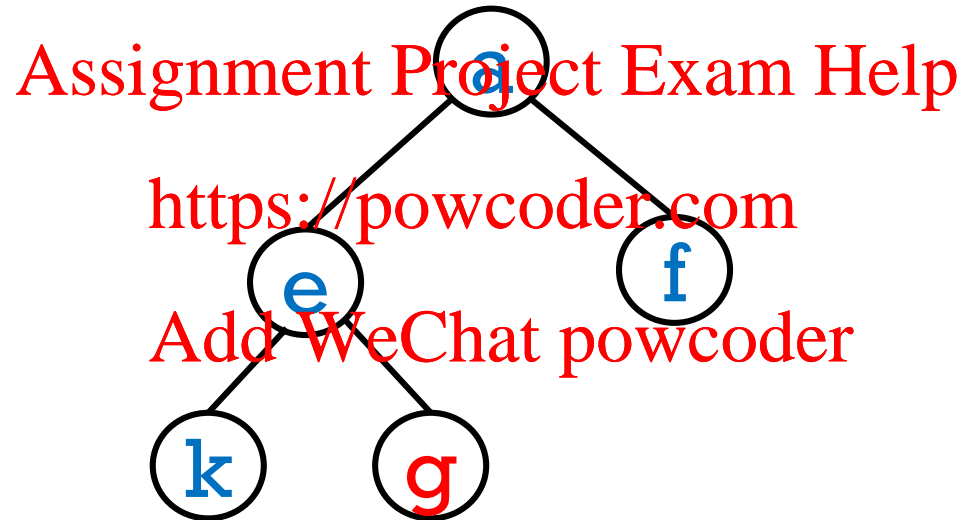 a
Assignment Project Exam Help
https://powcoder.com
e
f
Add WeChat powcoder
k
g